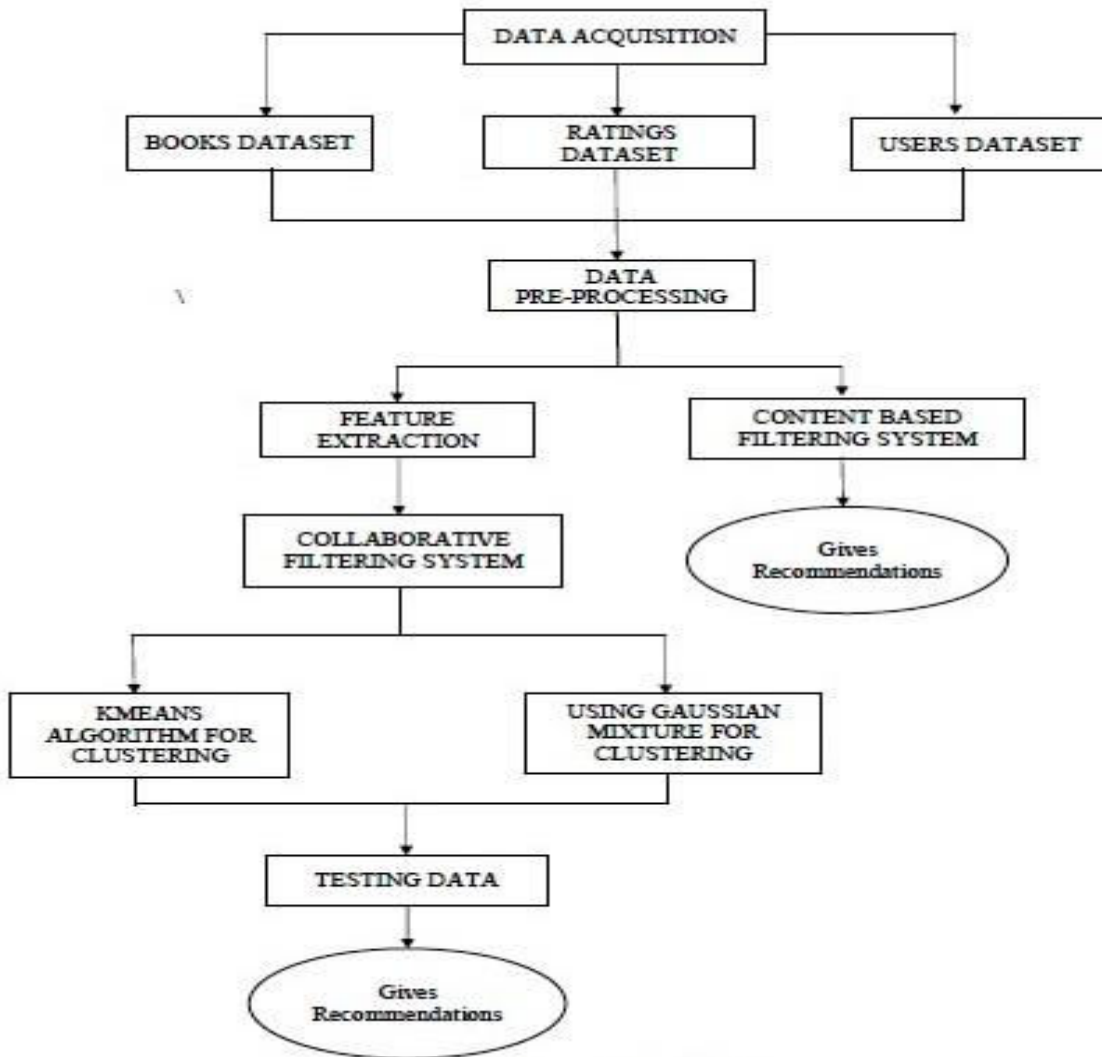 DATA ACQUISITION
BOOKS DATASET
RATINGS
DATASET
USERS DATASET
DATA
PRE-PROCESSING
FEATURE
EXTRACTION
CONTENT BASED
FILTERING SYSTEM
COLLABORATIVE
FILTERING SYSTEM
Gives
Recommendations
KMEANS
ALGORITHM FOR
CLUSTERING
USING GAUSSIAN
MIXTURE FOR
CLUSTERING
TESTING DATA
Gives
Recommendations